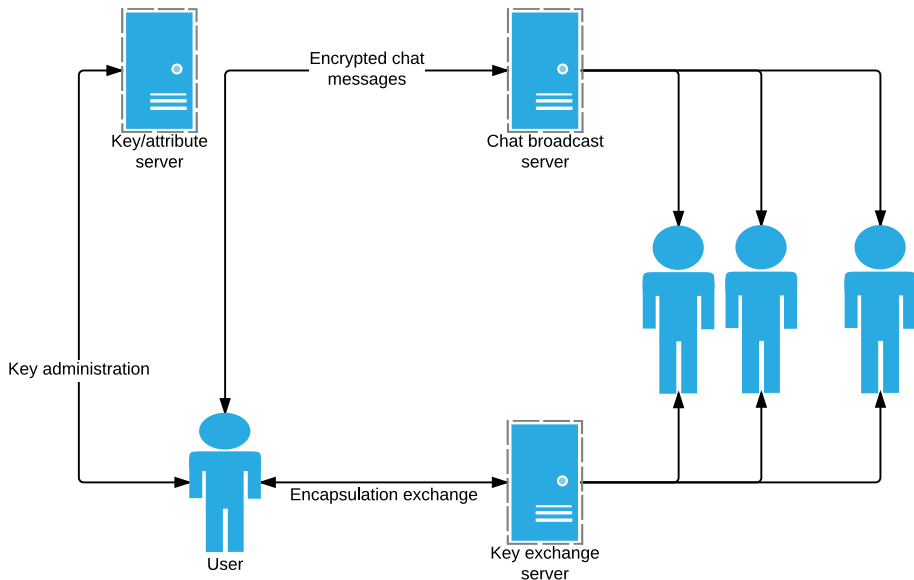 Encrypted chat
messages
Key/attribute
server
Chat broadcast
server
Key administration
Encapsulation exchange
User
Key exchange
server